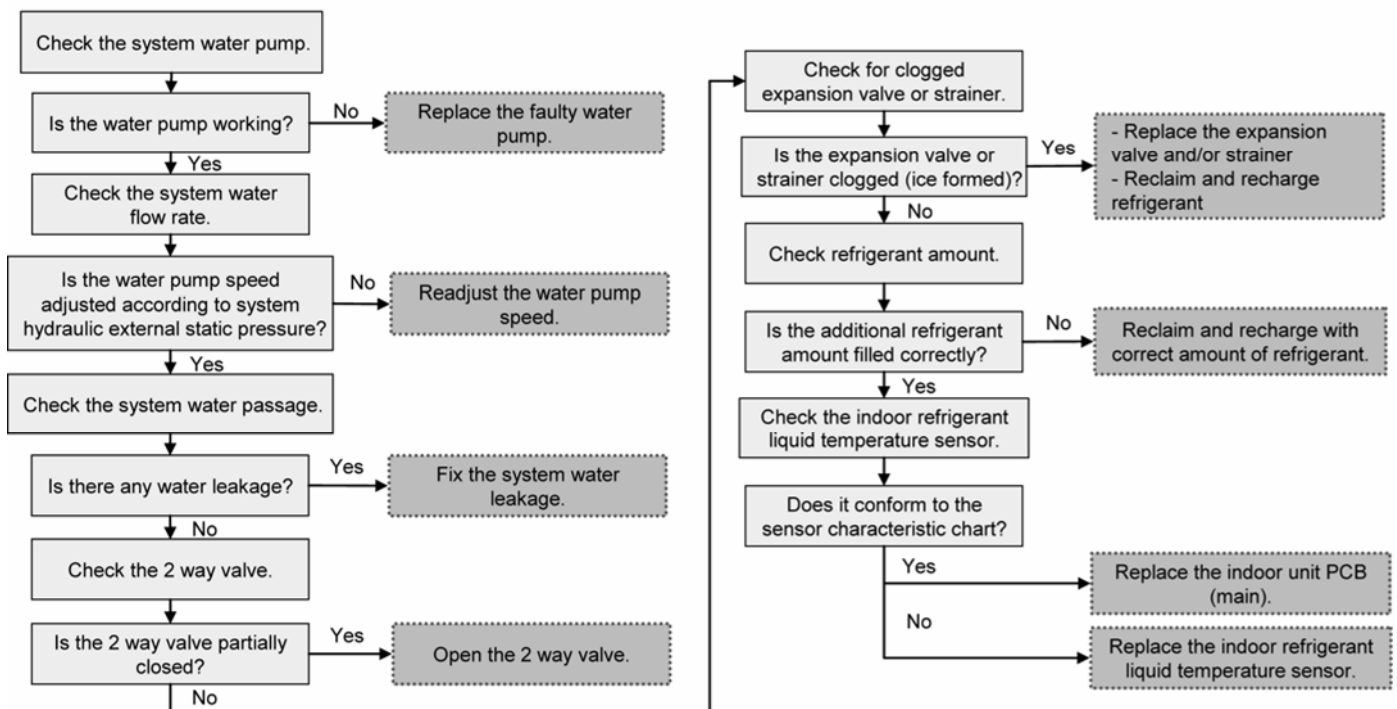 Check the system water pump.
Is the water pump working?
No
Replace the faulty water
pump.
Yes
Check the system water
flow rate.
Is the water pump speed
adjusted according to system
hydraulic external static pressure?
No
Readjust the water pump
speed.
Yes
Check the system water passage.
Is there any water leakage?
Yes
Fix the system water
leakage.
No
Check the 2 way valve.
Is the 2 way valve partially
closed?
Yes
Open the 2 way valve.
No
Check for clogged
expansion valve or strainer.
Is the expansion valve or
strainer clogged (ice formed)?
Yes
- Replace the expansion
valve and/or strainer
- Reclaim and recharge
refrigerant
No
Check refrigerant amount.
Is the additional refrigerant
amount filled correctly?
No
Reclaim and recharge with
correct amount of refrigerant.
Yes
Check the indoor refrigerant
liquid temperature sensor.
Does it conform to the
sensor characteristic chart?
Yes
Replace the indoor unit PCB
(main).
No
Replace the indoor refrigerant
liquid temperature sensor.